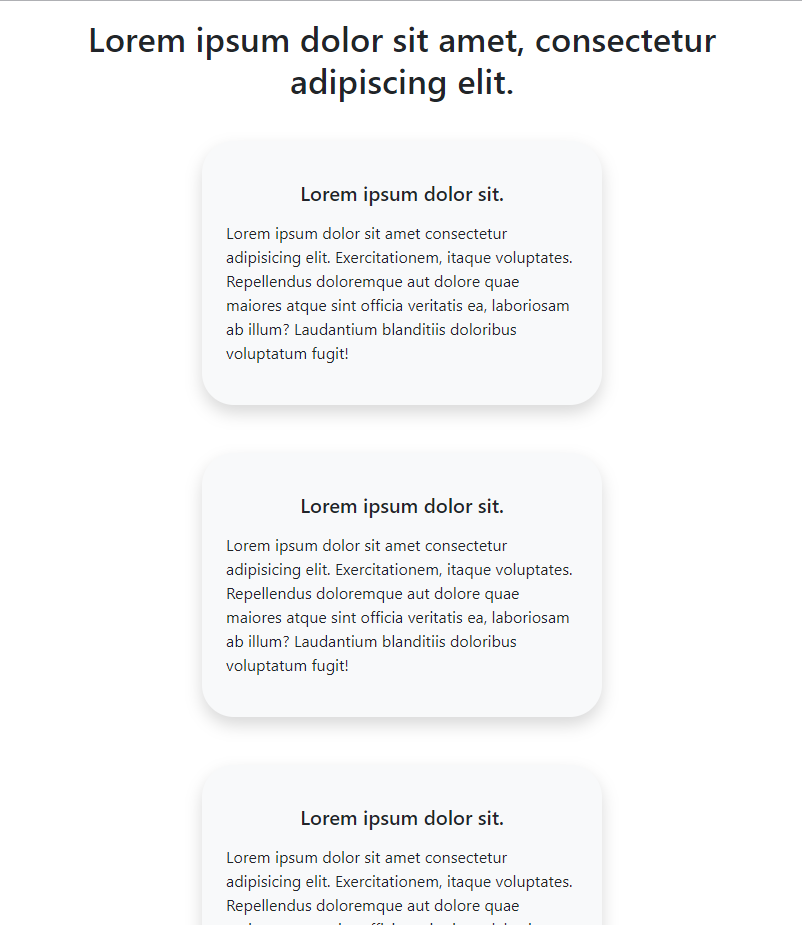 Lorem ipsum dolor sit amet, consectetur
adipiscing elit.
Lorem ipsum dolor sit.
Lorem ipsum dolor sit amet consectetur
adipisicing elit. Exercitationem, itaque voluptates.
Repellendus doloremque aut dolore quae
maiores atque sint officia veritatis ea, laboriosam
ab illum? Laudantium blanditiis doloribus
voluptatum fugit!
Lorem ipsum dolor sit.
Lorem ipsum dolor sit amet consectetur
adipisicing elit. Exercitationem, itaque voluptates.
Repellendus doloremque aut dolore quae
maiores atque sint officia veritatis ea, laboriosam
ab illum? Laudantium blanditiis doloribus
voluptatum fugit!
Lorem ipsum dolor sit.
Lorem ipsum dolor sit amet consectetur
adipisicing elit. Exercitationem, itaque voluptates.
Repellendus doloremque aut dolore quae